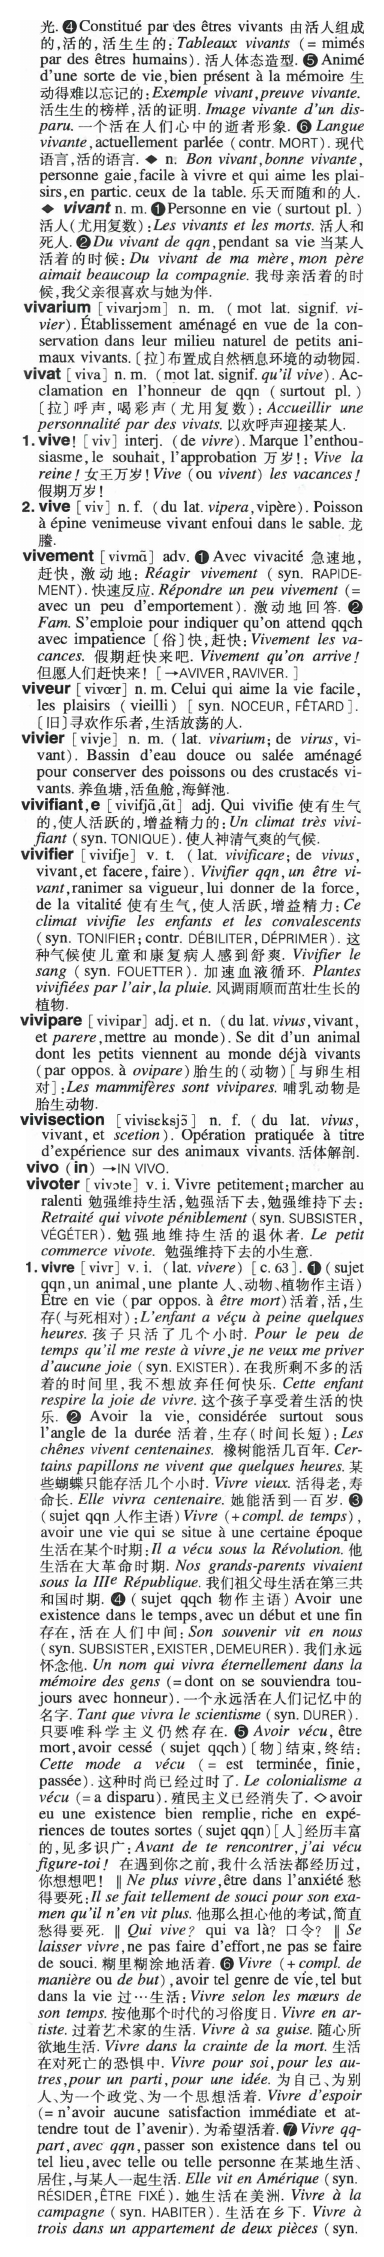 光. ❹ Constitué par des êtres vivants 由活人组成
的,活的, 活生生的: Tableaux vivants (= mimés
par des êtres humains). 活人体态造型. ❺ Animé
d'une sorte de vie, bien présent à la mémoire 生
动得难以忘记的: Exemple vivant, preuve vivante.
活生生的榜样,活的证明. Image vivante d'un dis-
paru. 一个活在人们心中的逝者形象. ❻ Langue
vivante, actuellement parlée (contr. MORT). 现代
语言,活的语言. ◆ n. Bon vivant, bonne vivante,
personne gaie, facile à vivre et qui aime les plai-
sirs, en partic. ceux de la table. 乐天而随和的人.
◆ vivant n. m. ❶ Personne en vie (surtout pl.)
活人(尤用复数): Les vivants et les morts. 活人和
死人. ❷ Du vivant de qqn, pendant sa vie 当某人
活着的时候: Du vivant de ma mère, mon père
aimait beaucoup la compagnie. 我母亲活着的时
候,我父亲很喜欢与她为伴.
vivarium [vivarjɔm] n. m. (mot lat. signif. vi-
vier). Établissement aménagé en vue de la con-
servation dans leur milieu naturel de petits ani-
maux vivants. [拉]布置成自然栖息环境的动物园.
vivat [viva] n. m. (mot lat. signif. qu'il vive). Ac-
clamation en l'honneur de qqn (surtout pl.)
[拉] 呼声, 喝彩声 (尤用复数): Accueillir une
personnalité par des vivats. 以欢呼声迎接某人.
1. vive! [viv] interj. (de vivre). Marque l'enthou-
siasme, le souhait, l'approbation 万岁!: Vive la
reine! 女王万岁! Vive (ou vivent) les vacances!
假期万岁!
2. vive [viv] n. f. (du lat. vipera, vipère). Poisson
à épine venimeuse vivant enfoui dans le sable. 龙
䲢.
vivement [vivmɑ̃] adv. ❶ Avec vivacité 急速地,
赶快, 激动地: Réagir vivement (syn. RAPIDE-
MENT). 快速反应. Répondre un peu vivement (=
avec un peu d'emportement). 激动地回答. ❷
Fam. S'emploie pour indiquer qu'on attend qqch
avec impatience [俗]快,赶快: Vivement les va-
cances. 假期赶快来吧. Vivement qu'on arrive!
但愿人们赶快来! [→AVIVER, RAVIVER.]
viveur [vivœr] n. m. Celui qui aime la vie facile,
les plaisirs (vieilli) [syn. NOCEUR, FÊTARD].
[旧]寻欢作乐者,生活放荡的人.
vivier [vivje] n. m. (lat. vivarium; de virus, vi-
vant). Bassin d'eau douce ou salée aménagé
pour conserver des poissons ou des crustacés vi-
vants. 养鱼塘,活鱼舱,海鲜池.
vivifiant, e [vivifjɑ̃, ɑ̃t] adj. Qui vivifie 使有生气
的,使人活跃的,增益精力的: Un climat très vivi-
fiant (syn. TONIQUE). 使人神清气爽的气候.
vivifier [vivifje] v. t. (lat. vivificare; de vivus,
vivant, et facere, faire). Vivifier qqn, un être vi-
vant, ranimer sa vigueur, lui donner de la force,
de la vitalité 使有生气,使人活跃,增益精力: Ce
climat vivifie les enfants et les convalescents
(syn. TONIFIER; contr. DÉBILITER, DÉPRIMER). 这
种气候使儿童和康复病人感到舒爽. Vivifier le
sang (syn. FOUETTER). 加速血液循环. Plantes
vivifiées par l'air, la pluie. 风调雨顺而茁壮生长的
植物.
vivipare [vivipar] adj. et n. (du lat. vivus, vivant,
et parere, mettre au monde). Se dit d'un animal
dont les petits viennent au monde déjà vivants
(par oppos. à ovipare) 胎生的(动物) [与卵生相
对]: Les mammifères sont vivipares. 哺乳动物是
胎生动物.
vivisection [vivisɛksjɔ̃] n. f. (du lat. vivus,
vivant, et scetion). Opération pratiquée à titre
d'expérience sur des animaux vivants. 活体解剖.
vivo (in) →IN VIVO.
vivoter [vivɔte] v. i. Vivre petitement; marcher au
ralenti 勉强维持生活,勉强活下去,勉强维持下去:
Retraité qui vivote péniblement (syn. SUBSISTER,
VÉGÉTER). 勉强地维持生活的退休者. Le petit
commerce vivote. 勉强维持下去的小生意.
1. vivre [vivr] v. i. (lat. vivere) [c. 63]. ❶ (sujet
qqn, un animal, une plante 人、动物、植物作主语)
Être en vie (par oppos. à être mort) 活着,活,生
存(与死相对): L'enfant a véçu à peine quelques
heures. 孩子只活了几个小时. Pour le peu de
temps qu'il me reste à vivre, je ne veux me priver
d'aucune joie (syn. EXISTER). 在我所剩不多的活
着的时间里,我不想放弃任何快乐. Cette enfant
respire la joie de vivre. 这个孩子享受着生活的快
乐. ❷ Avoir la vie, considérée surtout sous
l'angle de la durée 活着,生存(时间长短): Les
chênes vivent centenaires. 橡树能活几百年. Cer-
tains papillons ne vivent que quelques heures. 某
些蝴蝶只能存活几个小时. Vivre vieux. 活得老,寿
命长. Elle vivra centenaire. 她能活到一百岁. ❸
(sujet qqn 人作主语) Vivre (+compl. de temps),
avoir une vie qui se situe à une certaine époque
生活在某个时期: Il a vécu sous la Révolution. 他
生活在大革命时期. Nos grands-parents vivaient
sous la IIIe République. 我们祖父母生活在第三共
和国时期. ❹ (sujet qqch 物作主语) Avoir une
existence dans le temps, avec un début et une fin
存在,活在人们中间: Son souvenir vit en nous
(syn. SUBSISTER, EXISTER, DEMEURER). 我们永远
怀念他. Un nom qui vivra éternellement dans la
mémoire des gens (= dont on se souviendra tou-
jours avec honneur). 一个永远活在人们记忆中的
名字. Tant que vivra le scientisme (syn. DURER).
只要唯科学主义仍然存在. ❺ Avoir vécu, être
mort, avoir cessé (sujet qqch) [物]结束,终结:
Cette mode a vécu (= est terminée, finie,
passée). 这种时尚已经过时了. Le colonialisme a
vécu (= a disparu). 殖民主义已经消失了. ◇ avoir
eu une existence bien remplie, riche en expé-
riences de toutes sortes (sujet qqn) [人]经历丰富
的,见多识广: Avant de te rencontrer, j'ai vécu
figure-toi! 在遇到你之前,我什么活法都经历过,
你想想吧! ‖ Ne plus vivre, être dans l'anxiété 愁
得要死: Il se fait tellement de souci pour son exa-
men qu'il n'en vit plus. 他那么担心他的考试,简直
愁得要死. ‖ Qui vive? qui va là? 口令? ‖ Se
laisser vivre, ne pas faire d'effort, ne pas se faire
de souci. 糊里糊涂地活着. ❻ Vivre (+compl. de
manière ou de but), avoir tel genre de vie, tel but
dans la vie 过…生活: Vivre selon les mœurs de
son temps. 按他那个时代的习俗度日. Vivre en ar-
tiste. 过着艺术家的生活. Vivre à sa guise. 随心所
欲地生活. Vivre dans la crainte de la mort. 生活
在对死亡的恐惧中. Vivre pour soi, pour les au-
tres, pour un parti, pour une idée. 为自己、为别
人、为一个政党、为一个思想活着. Vivre d'espoir
(= n'avoir aucune satisfaction immédiate et at-
tendre tout de l'avenir). 为希望活着. ❼ Vivre qq-
part, avec qqn, passer son existence dans tel ou
tel lieu, avec telle ou telle personne 在某地生活、
居住,与某人一起生活. Elle vit en Amérique (syn.
RÉSIDER, ÊTRE FIXÉ). 她生活在美洲. Vivre à la
campagne (syn. HABITER). 生活在乡下. Vivre à
trois dans un appartement de deux pièces (syn.